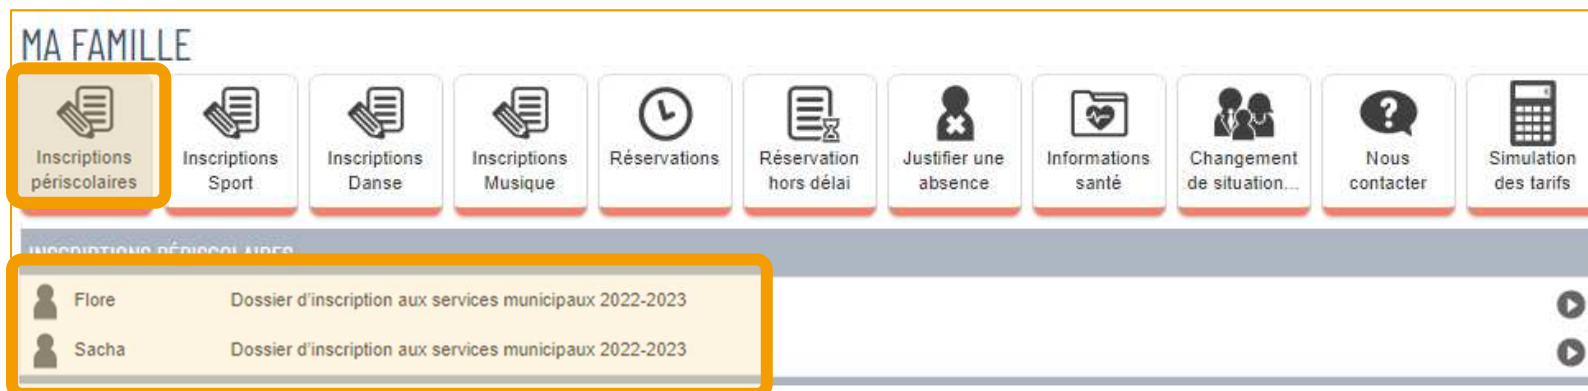 MA FAMILLE
Inscriptions périscolaires
Inscriptions Sport
Inscriptions Danse
Inscriptions Musique
Réservations
Réservation hors délai
Justifier une absence
Informations santé
Changement de situation...
Nous contacter
Simulation des tarifs
INSCRIPTIONS PÉRISCOLAIRES
Flore Dossier d'inscription aux services municipaux 2022-2023
Sacha Dossier d'inscription aux services municipaux 2022-2023